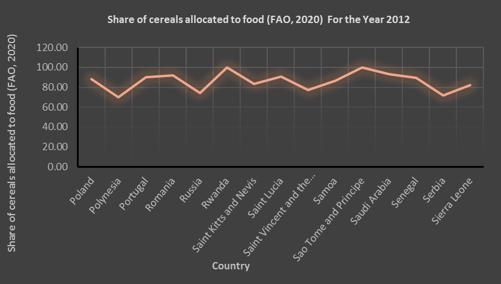 Share of cereals allocated to food (FAO, 2020)  For the Year 2012
Share of cereals allocated to food (FAO, 2020)
120.00
100.00
80.00
60.00
40.00
20.00
0.00
Poland
Polynesia
Portugal
Romania
Russia
Rwanda
Saint Kitts and Nevis
Saint Lucia
Saint Vincent and the...
Samoa
Sao Tome and Principe
Saudi Arabia
Senegal
Serbia
Sierra Leone
Country